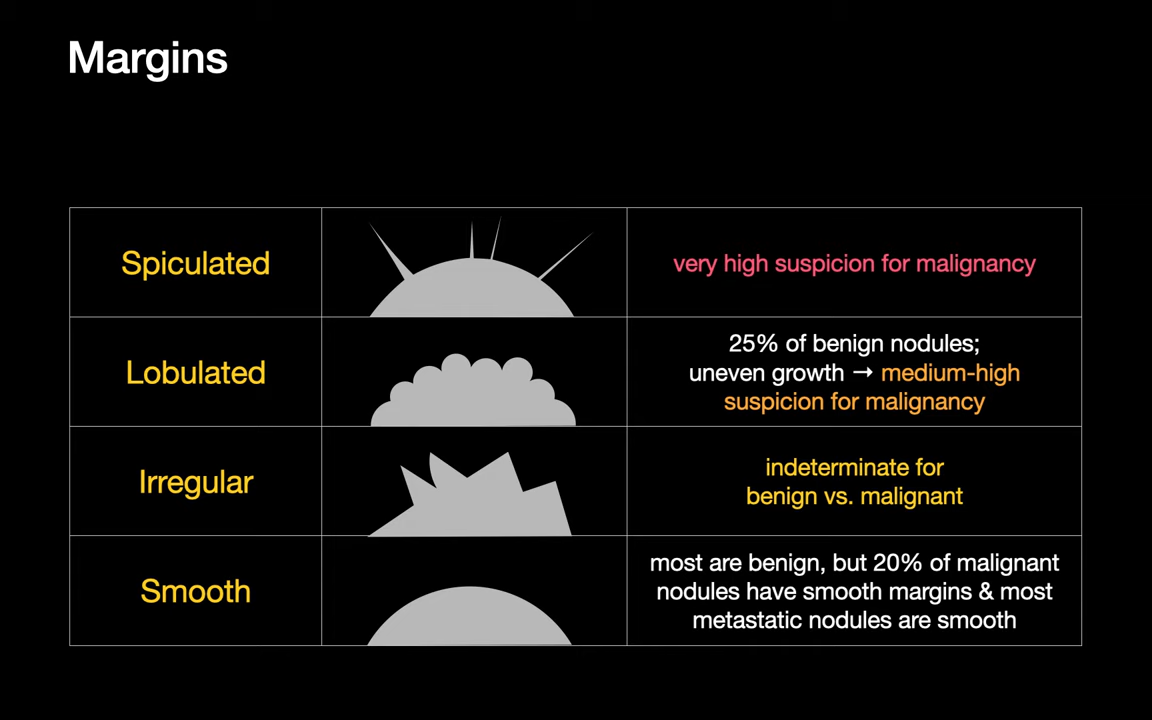 Margins
Spiculated
very high suspicion for malignancy
Lobulated
25% of benign nodules;
uneven growth → medium-high
suspicion for malignancy
Irregular
indeterminate for
benign vs. malignant
Smooth
most are benign, but 20% of malignant
nodules have smooth margins & most
metastatic nodules are smooth